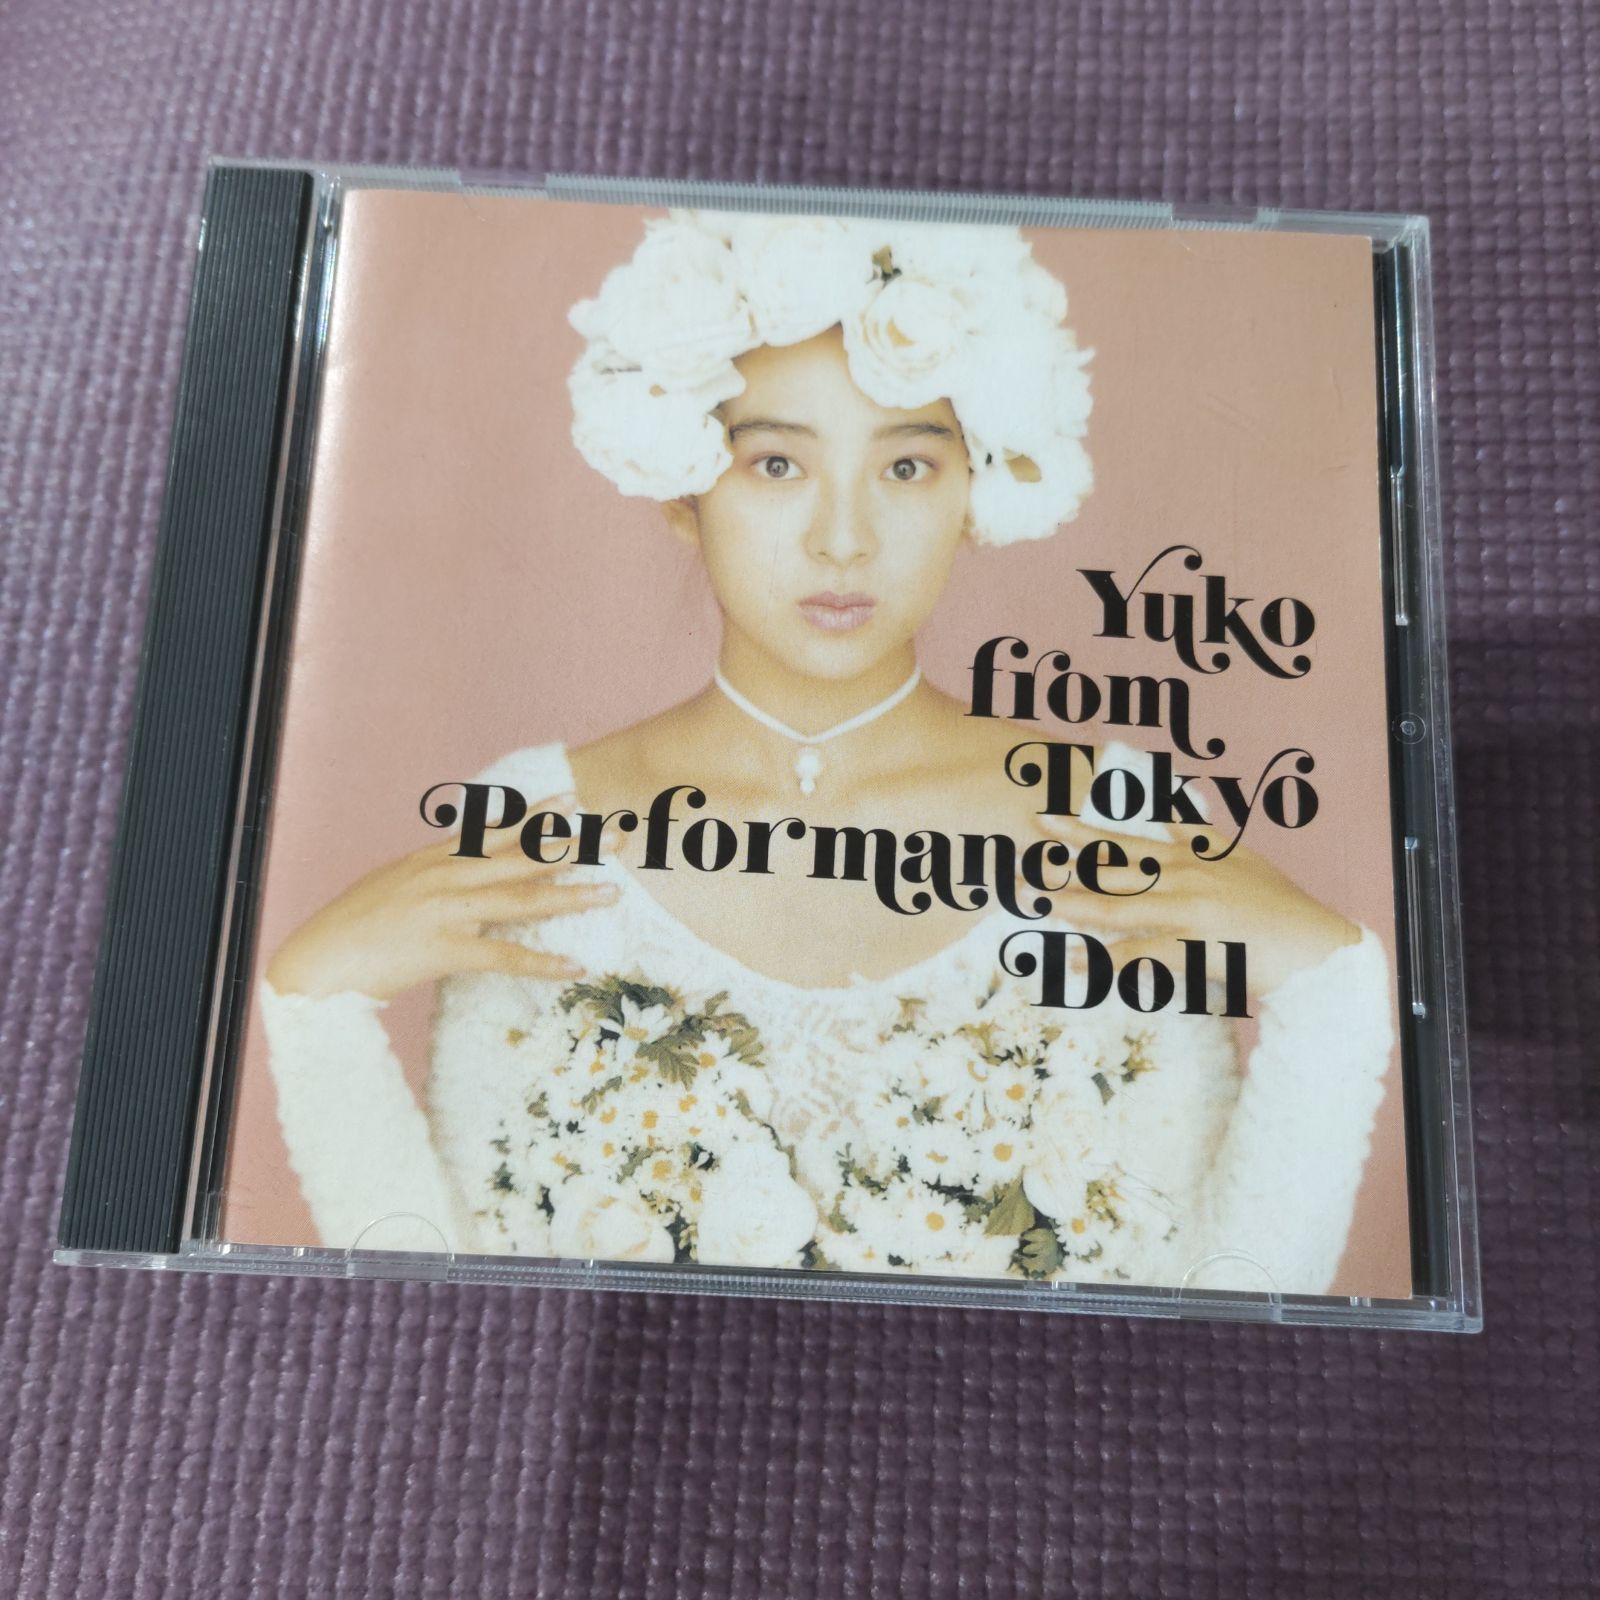 Yuko
from
Tokyo
Performance
Doll